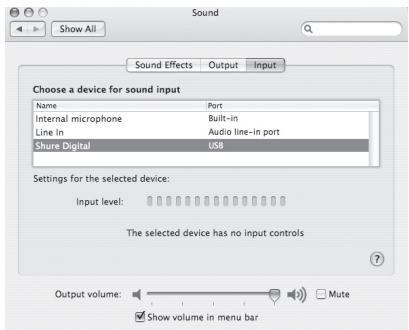 Sound
Show All
Sound Effects Output Input
Choose a device for sound input
Name Port
Internal microphone Built-in
Line In Audio line-in port
Shure Digital USB
Settings for the selected device:
Input level:
The selected device has no input controls
?
Output volume: Mute
Show volume in menu bar